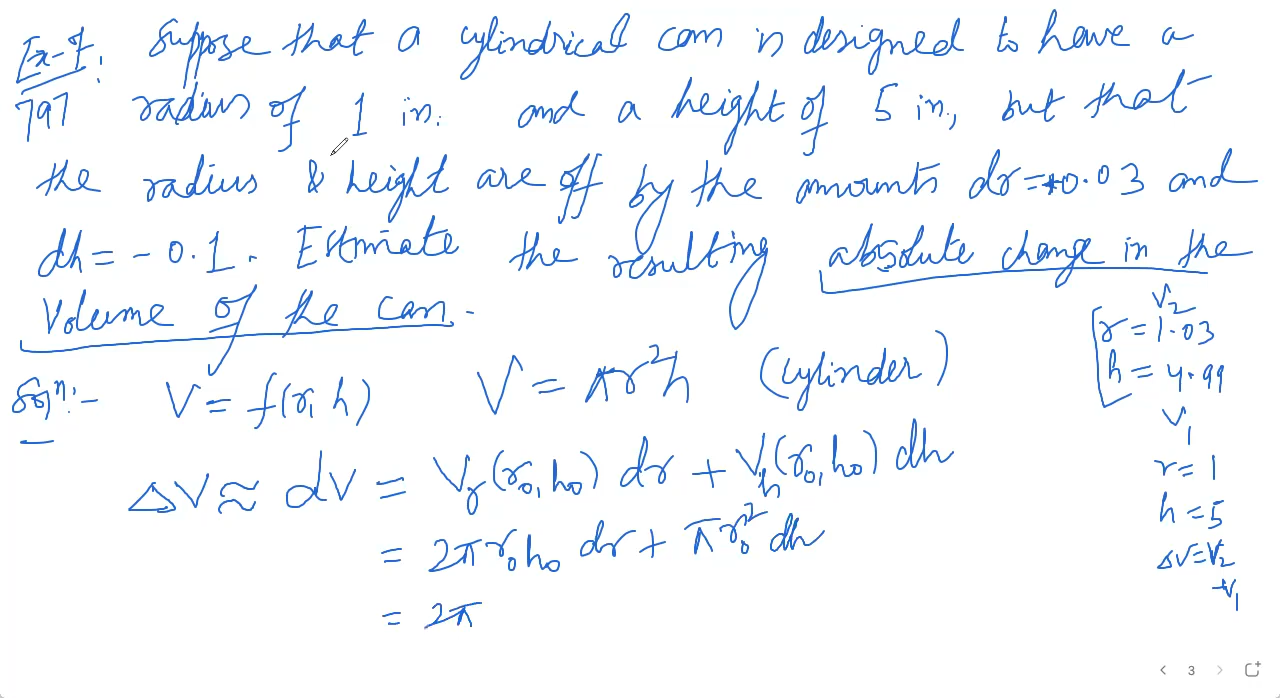 Ex-7: Suppose that a cylindrical can is designed to have a
797 radius of 1 in. and a height of 5 in, but that
the radius & height are off by the amounts dr=+0.03 and
dh = -0.1. Estimate the resulting absolute change in the
Volume of the can.
V2
r = 1.03
h = 4.99
V1
r = 1
h = 5
ΔV = V2
-V1
Solⁿ:- V = f(r, h) V = πr²h (cylinder)
ΔV ≈ dV = Vr(r0, h0) dr + Vh(r0, h0) dh
= 2πr0h0 dr + πr0² dh
= 2π
3